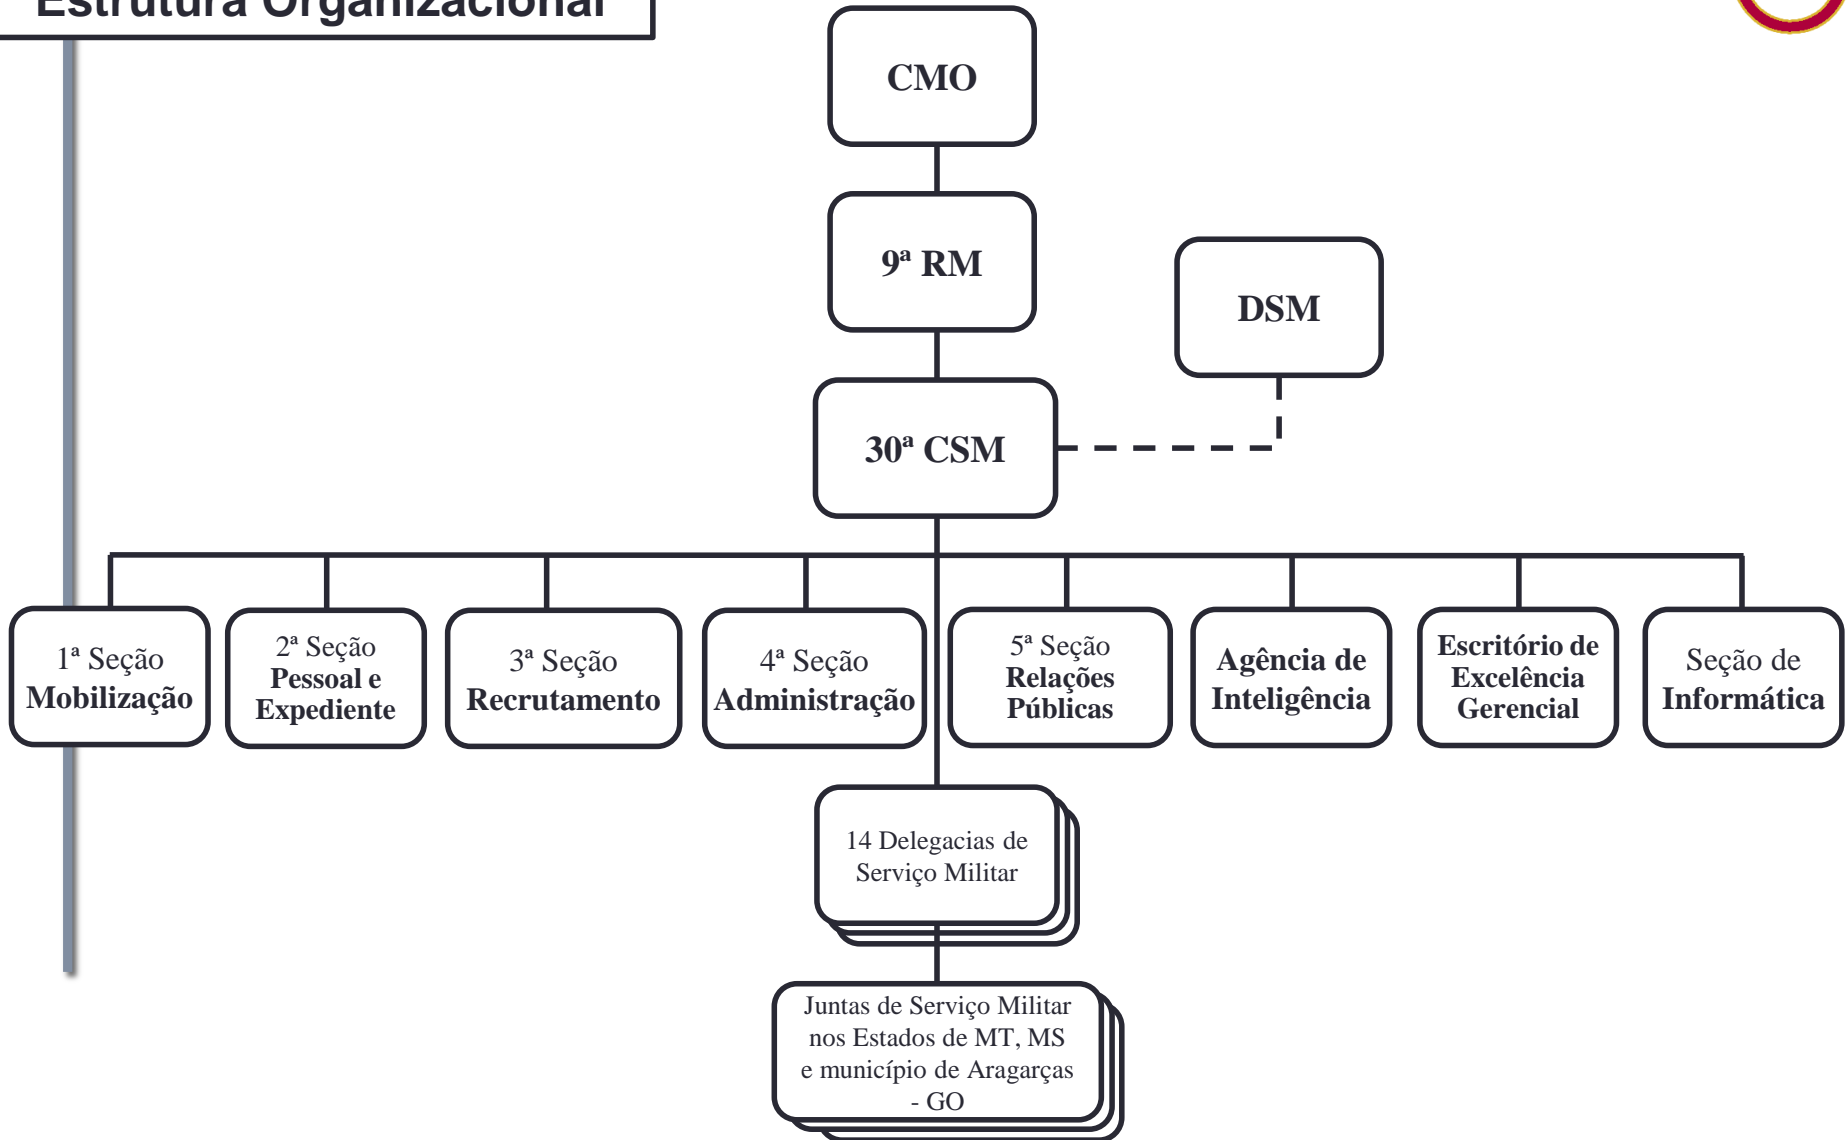 Estrutura Organizacional
CMO
9ª RM
DSM
30ª CSM
1ª Seção
Mobilização
2ª Seção
Pessoal e
Expediente
3ª Seção
Recrutamento
4ª Seção
Administração
5ª Seção
Relações
Públicas
Agência de
Inteligência
Escritório de
Excelência
Gerencial
Seção de
Informática
14 Delegacias de
Serviço Militar
Juntas de Serviço Militar
nos Estados de MT, MS
e município de Aragarças
- GO